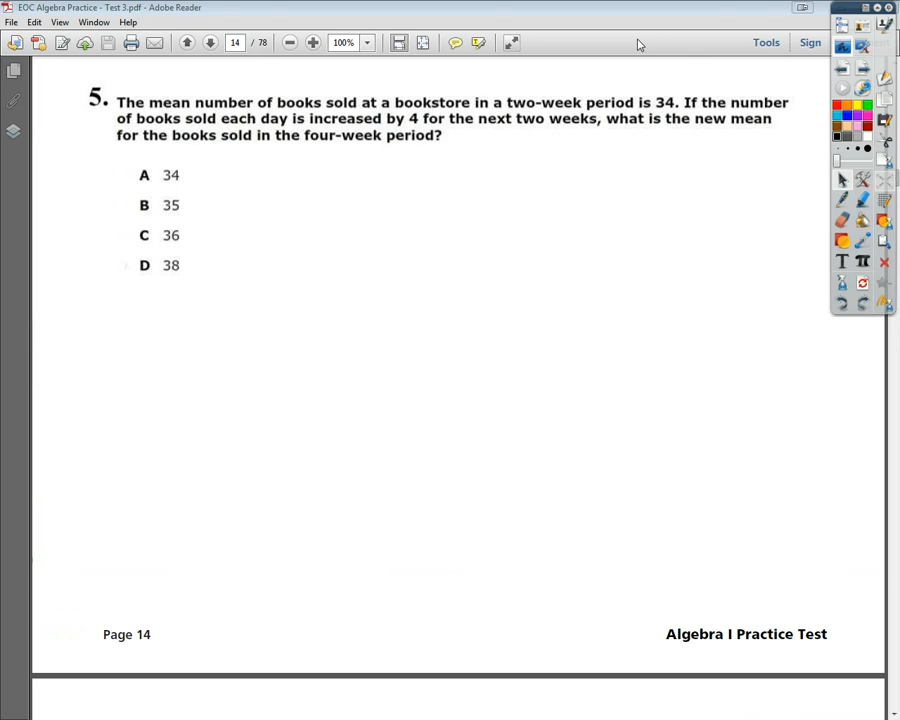 EOC Algebra Practice - Test 3.pdf - Adobe Reader
File Edit View Window Help
14 / 78 100% Tools Sign
5. The mean number of books sold at a bookstore in a two-week period is 34. If the number
of books sold each day is increased by 4 for the next two weeks, what is the new mean
for the books sold in the four-week period?
A 34
B 35
C 36
D 38
Page 14 Algebra I Practice Test